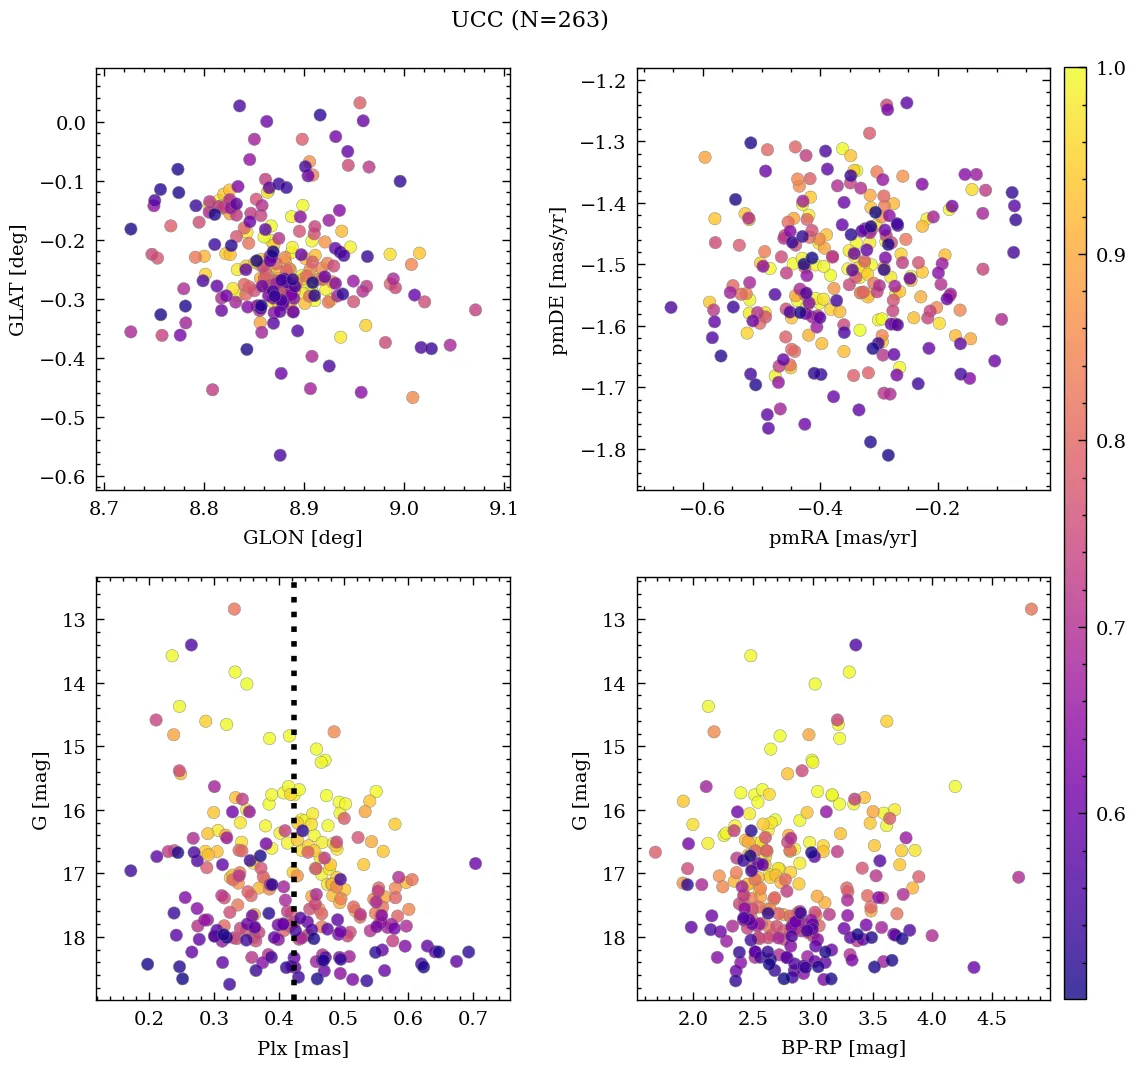 UCC (N=263)
0.0
−0.1
−0.2
−0.3
−0.4
−0.5
−0.6
GLAT [deg]
8.7 8.8 8.9 9.0 9.1
GLON [deg]
−1.2
−1.3
−1.4
−1.5
−1.6
−1.7
−1.8
pmDE [mas/yr]
−0.6 −0.4 −0.2
pmRA [mas/yr]
1.0
0.9
0.8
0.7
0.6
13
14
15
16
17
18
G [mag]
0.2 0.3 0.4 0.5 0.6 0.7
Plx [mas]
13
14
15
16
17
18
G [mag]
2.0 2.5 3.0 3.5 4.0 4.5
BP-RP [mag]